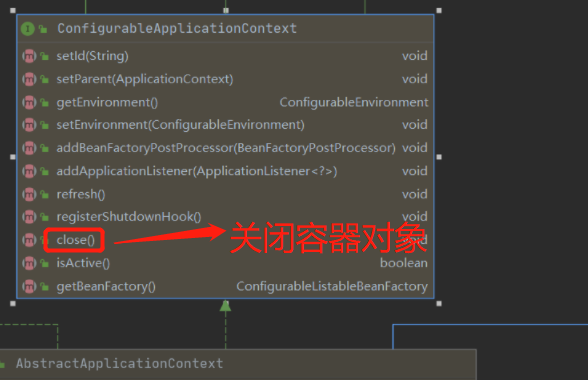 ConfigurableApplicationContext
setId(String) void
setParent(ApplicationContext) void
getEnvironment() ConfigurableEnvironment
setEnvironment(ConfigurableEnvironment) void
addBeanFactoryPostProcessor(BeanFactoryPostProcessor) void
addApplicationListener(ApplicationListener<?>) void
refresh() void
registerShutdownHook() void
close() void
关闭容器对象
isActive() boolean
getBeanFactory() ConfigurableListableBeanFactory
AbstractApplicationContext